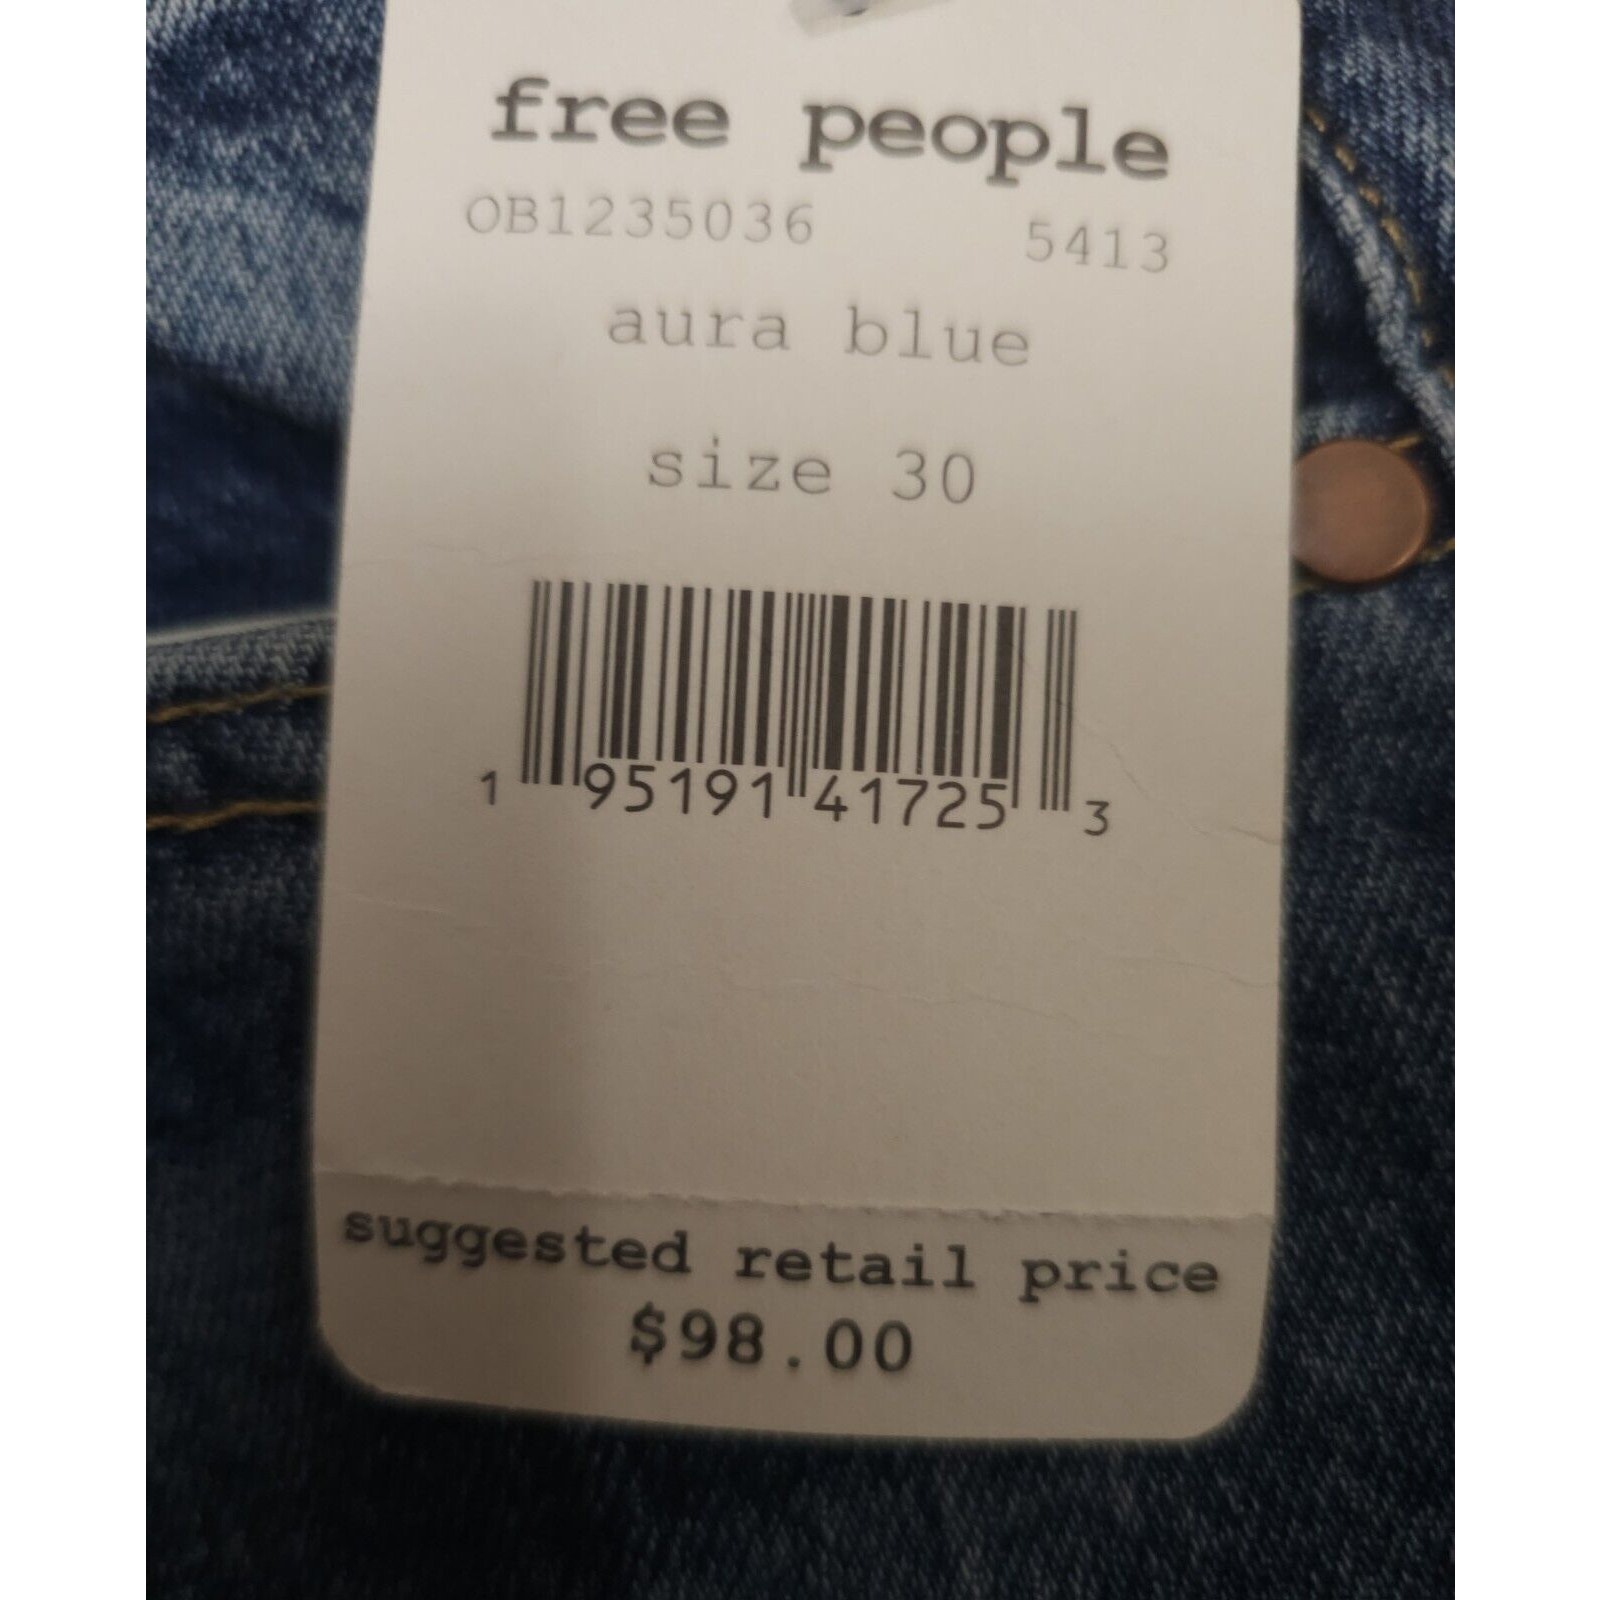 free people
OB1235036 5413
aura blue
size 30
1 95191 41725 3
suggested retail price
$98.00